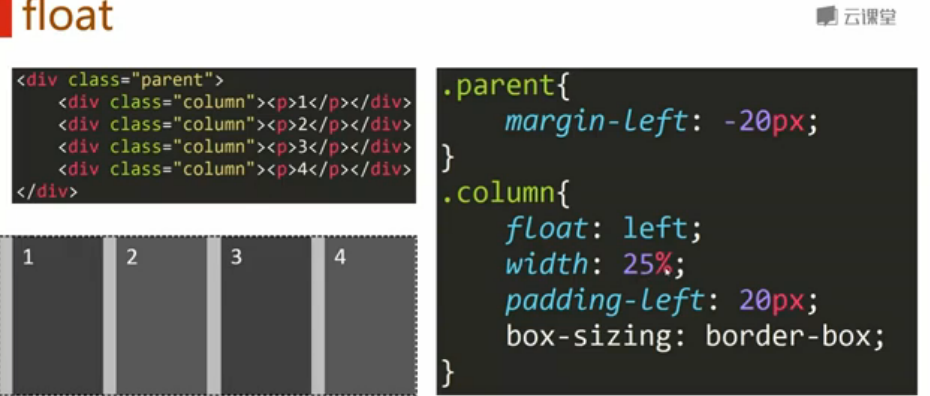 float
云课堂
<div class="parent">
    <div class="column"><p>1</p></div>
    <div class="column"><p>2</p></div>
    <div class="column"><p>3</p></div>
    <div class="column"><p>4</p></div>
</div>
1 2 3 4
.parent{
    margin-left: -20px;
}
.column{
    float: left;
    width: 25%;
    padding-left: 20px;
    box-sizing: border-box;
}